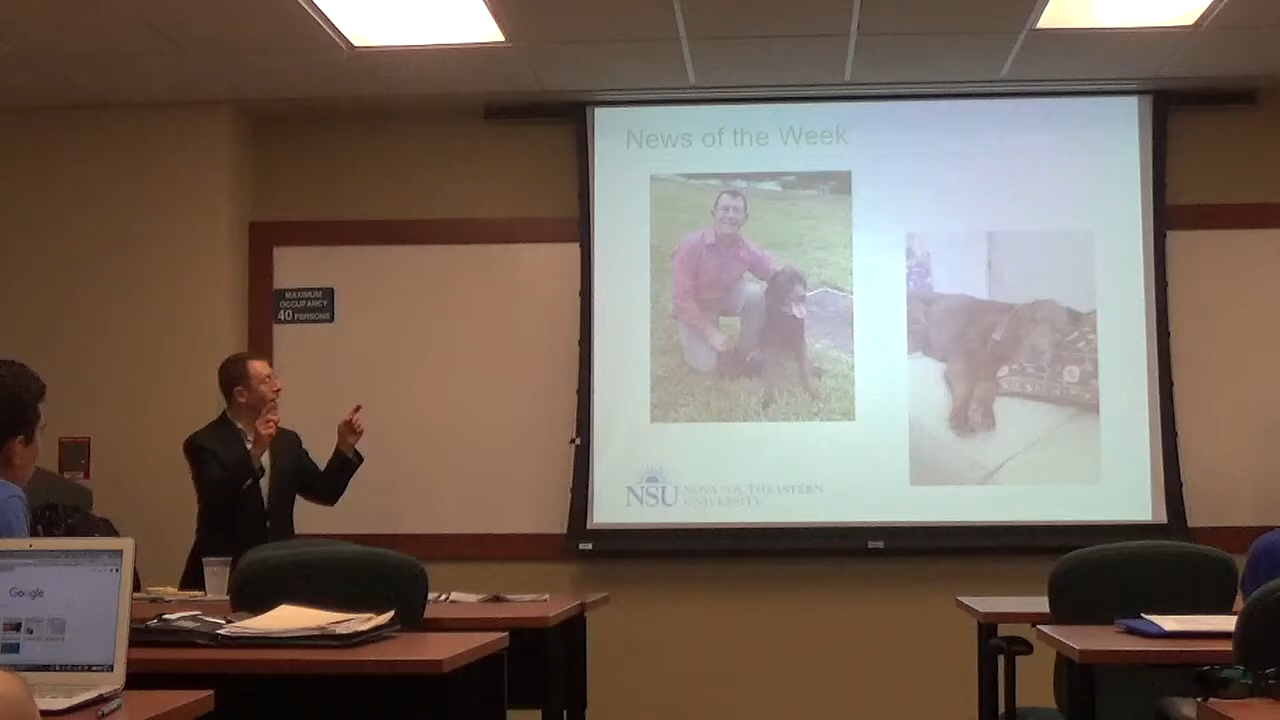 News of the Week
MAXIMUM
OCCUPANCY
40 PERSONS
NSU NOVA SOUTHEASTERN
UNIVERSITY
Google